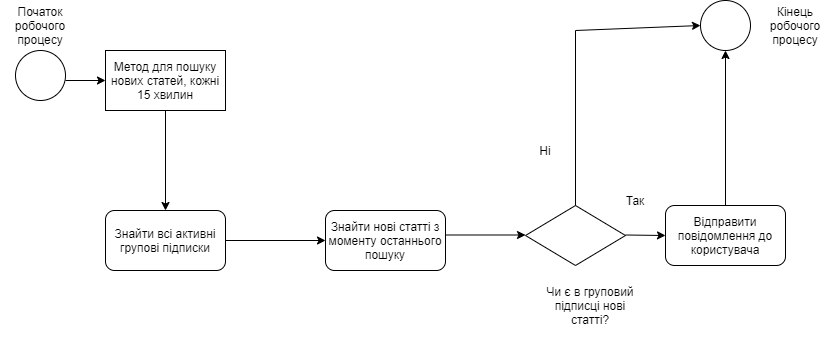 Початок
робочого
процесу
Метод для пошуку
нових статей, кожні
15 хвилин
Знайти всі активні
групові підписки
Знайти нові статті з
моменту останнього
пошуку
Ні
Так
Чи є в груповий
підписці нові
статті?
Відправити
повідомлення до
користувача
Кінець
робочого
процесу